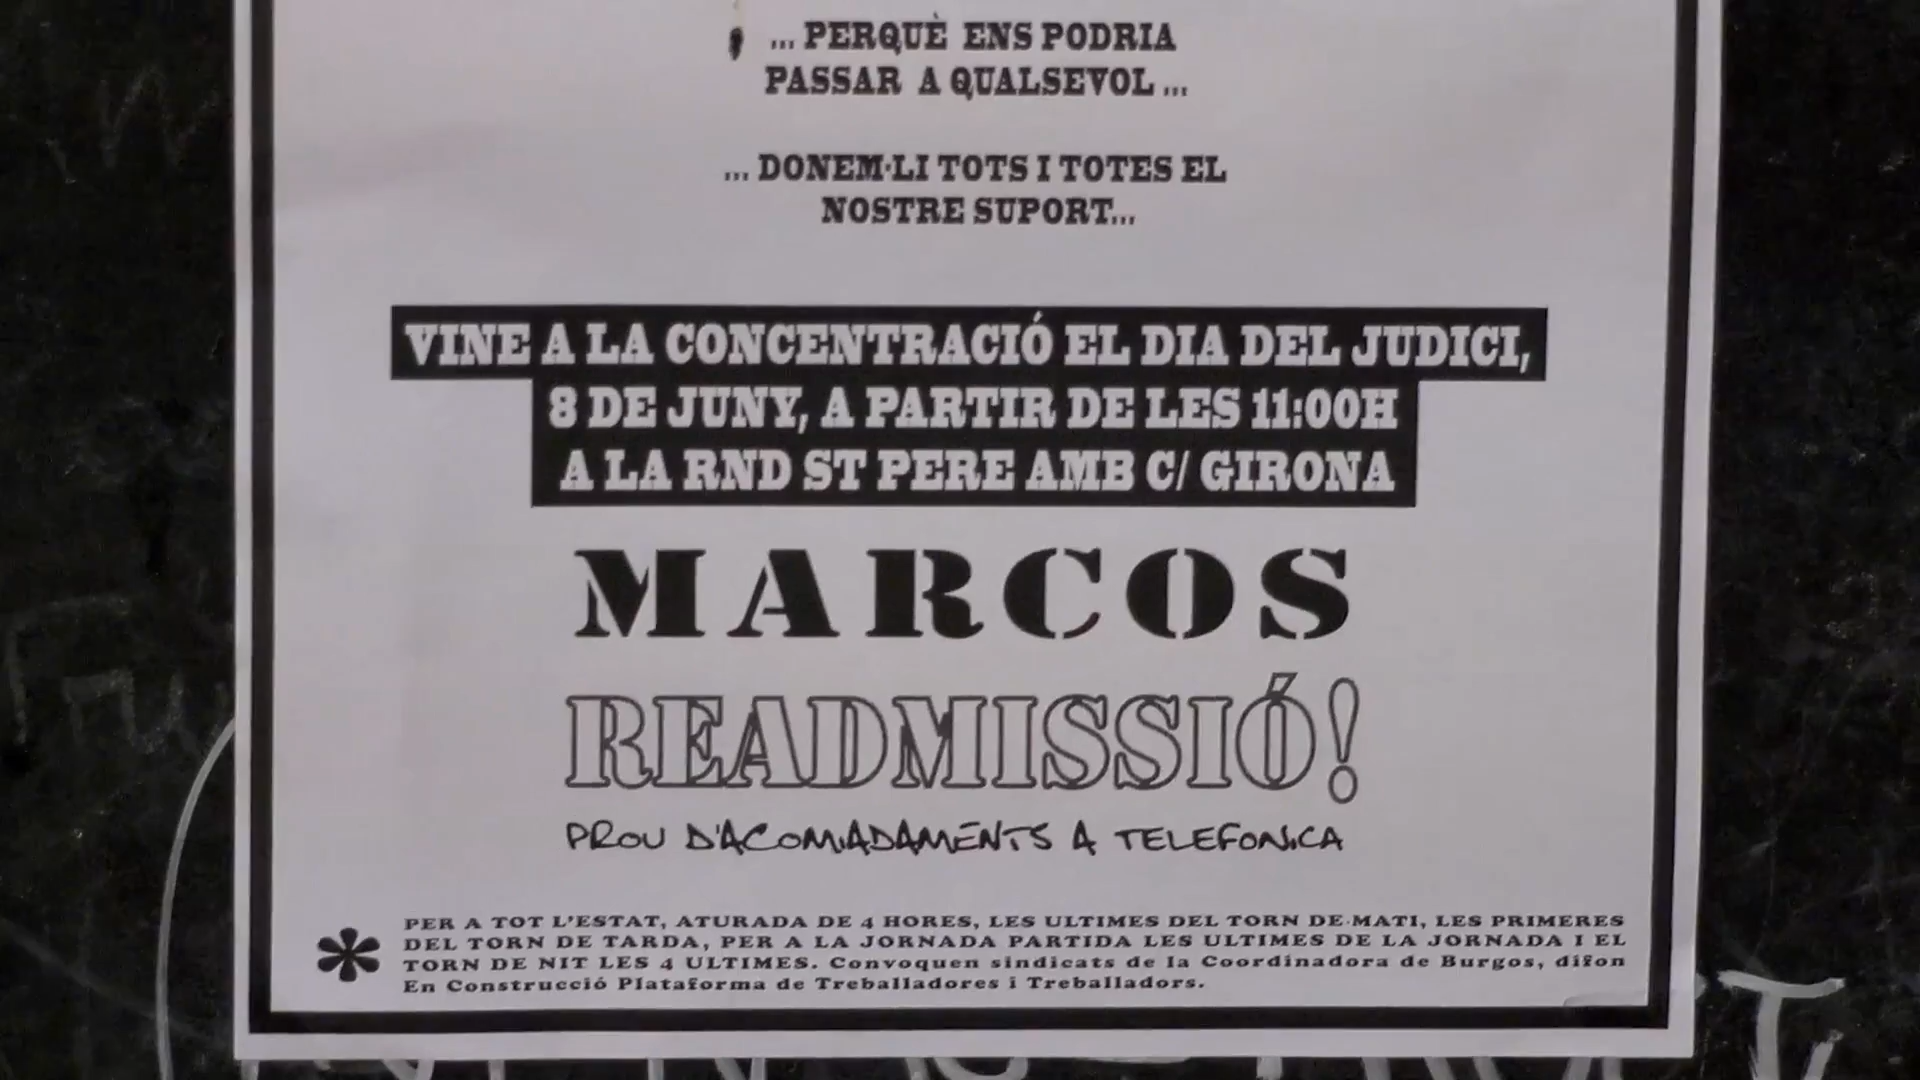 ... PERQUÈ ENS PODRIA
PASSAR A QUALSEVOL ...
... DONEM·LI TOTS I TOTES EL
NOSTRE SUPORT...
VINE A LA CONCENTRACIÓ EL DIA DEL JUDICI,
8 DE JUNY, A PARTIR DE LES 11:00H
A LA RND ST PERE AMB C/ GIRONA
MARCOS
READMISSIÓ!
PROU D'ACOMIADAMENTS A TELEFONICA
* PER A TOT L'ESTAT, ATURADA DE 4 HORES, LES ULTIMES DEL TORN DE MATI, LES PRIMERES
DEL TORN DE TARDA, PER A LA JORNADA PARTIDA LES ULTIMES DE LA JORNADA I EL
TORN DE NIT LES 4 ULTIMES. Convoquen sindicats de la Coordinadora de Burgos, difon
En Construcció Plataforma de Treballadores i Treballadors.